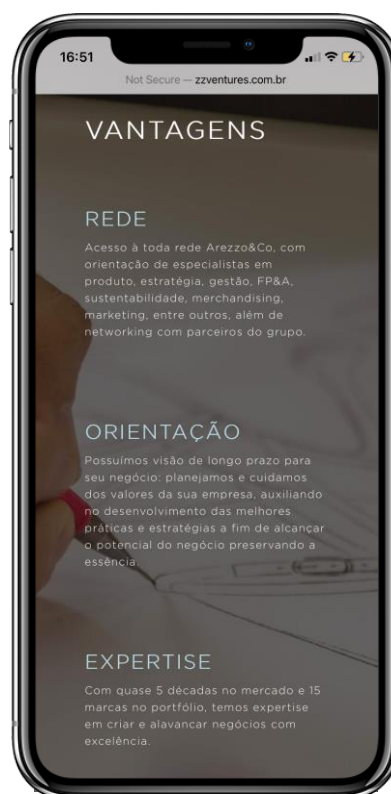 16:51
Not Secure — zzventures.com.br
VANTAGENS
REDE
Acesso à toda rede Arezzo&Co, com
orientação de especialistas em
produto, estratégia, gestão, FP&A,
sustentabilidade, merchandising,
marketing, entre outros, além de
networking com parceiros do grupo.
ORIENTAÇÃO
Possuímos visão de longo prazo para
seu negócio: planejamos e cuidamos
dos valores da sua empresa, auxiliando
no desenvolvimento das melhores
práticas e estratégias a fim de alcançar
o potencial do negócio preservando a
essência.
EXPERTISE
Com quase 5 décadas no mercado e 15
marcas no portfólio, temos expertise
em criar e alavancar negócios com
excelência.